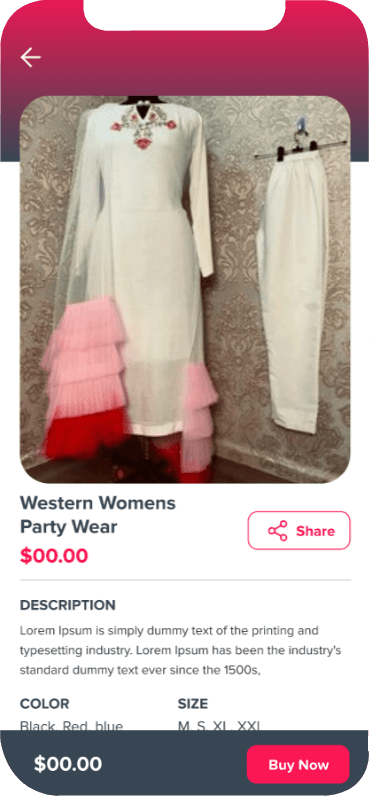 Western Womens
Party Wear
Share
$00.00
DESCRIPTION
Lorem Ipsum is simply dummy text of the printing and
typesetting industry. Lorem Ipsum has been the industry's
standard dummy text ever since the 1500s,
COLOR
SIZE
Black, Red, blue
M, S, XL, XXL
$00.00
Buy Now